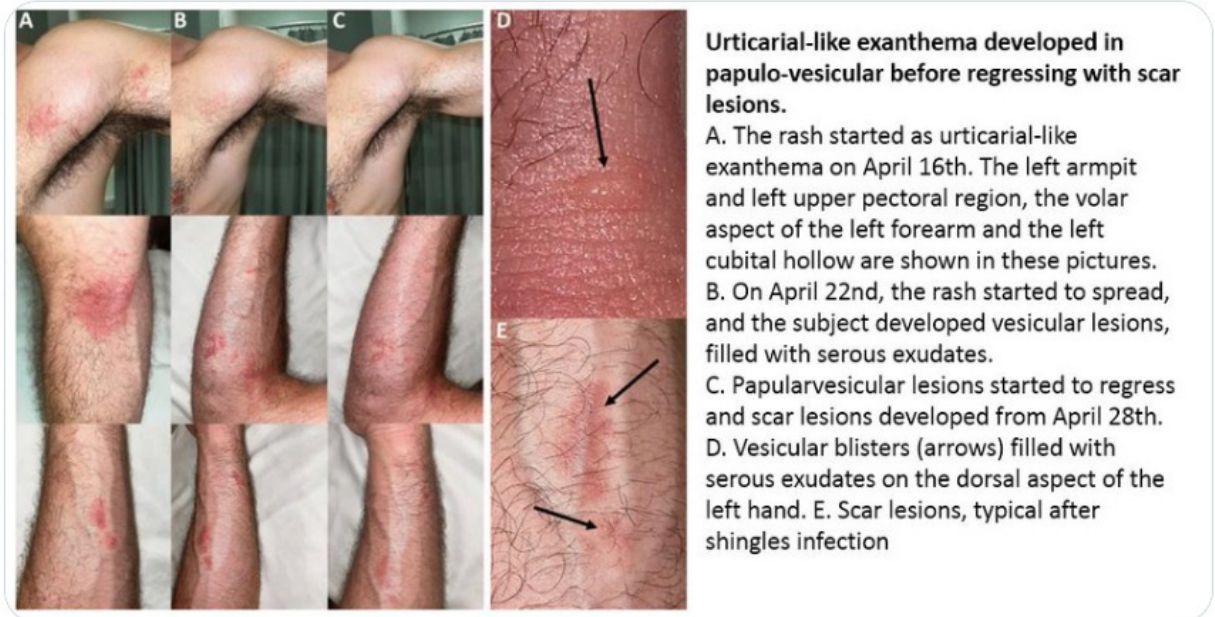 A
B
C
D
E
Urticarial-like exanthema developed in
papulo-vesicular before regressing with scar
lesions.
A. The rash started as urticarial-like
exanthema on April 16th. The left armpit
and left upper pectoral region, the volar
aspect of the left forearm and the left
cubital hollow are shown in these pictures.
B. On April 22nd, the rash started to spread,
and the subject developed vesicular lesions,
filled with serous exudates.
C. Papularvesicular lesions started to regress
and scar lesions developed from April 28th.
D. Vesicular blisters (arrows) filled with
serous exudates on the dorsal aspect of the
left hand. E. Scar lesions, typical after
shingles infection